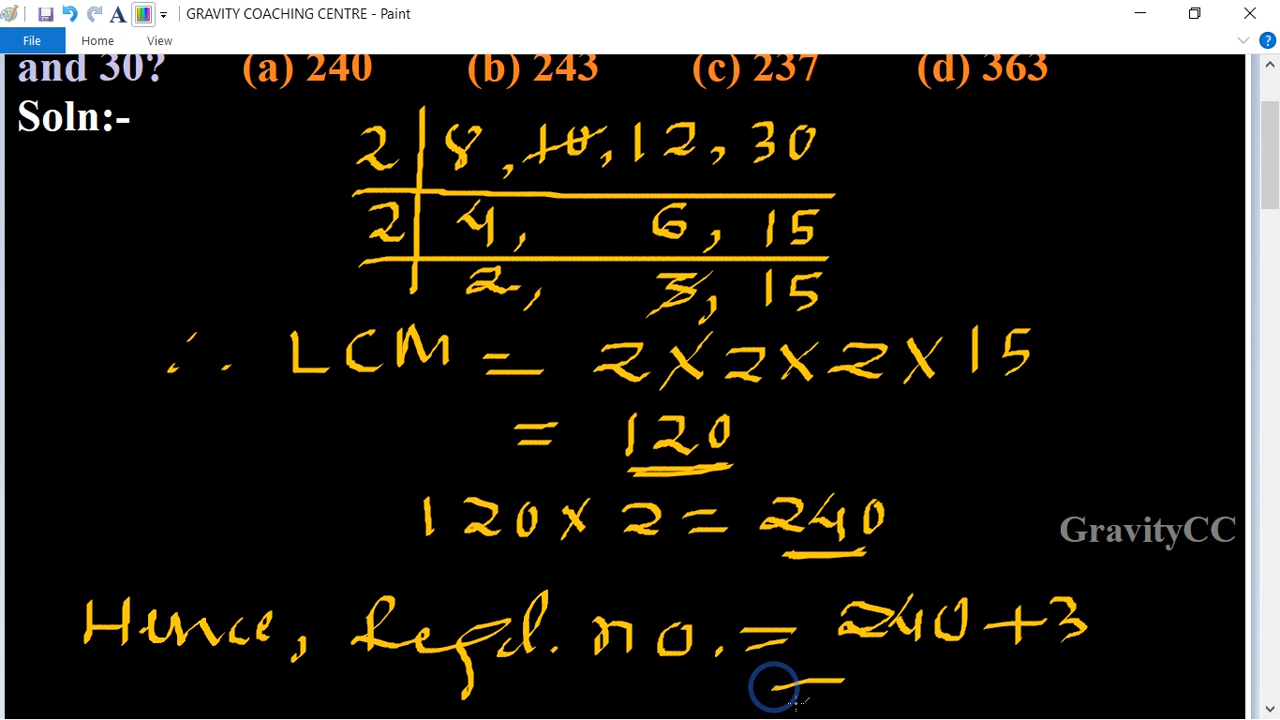 GRAVITY COACHING CENTRE - Paint
File Home View
and 30? (a) 240 (b) 243 (c) 237 (d) 363
Soln:-
2 | 8, 10, 12, 30
2 | 4, 6, 15
2, 3, 15
∴ LCM = 2 × 2 × 2 × 15
= 120
120 × 2 = 240
GravityCC
Hence, Reqd. no. = 240 + 3